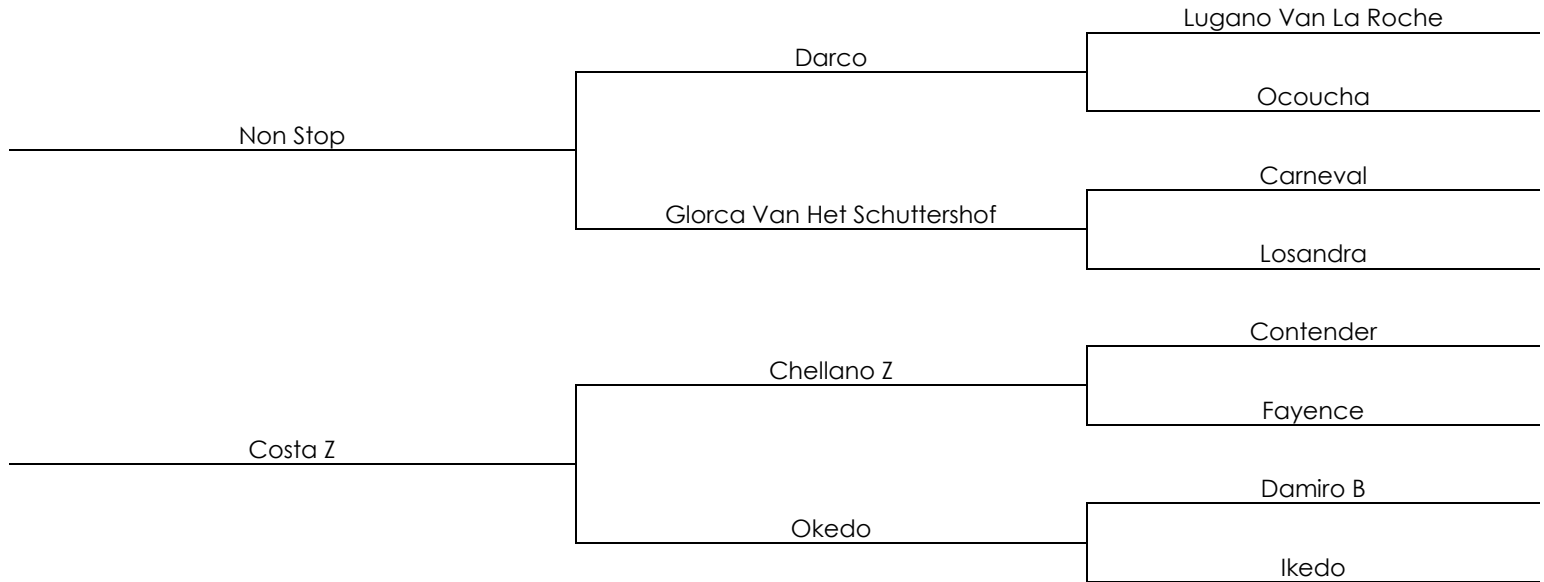 Lugano Van La Roche
Darco
Ocoucha
Non Stop
Carneval
Glorca Van Het Schuttershof
Losandra
Contender
Chellano Z
Fayence
Costa Z
Damiro B
Okedo
Ikedo